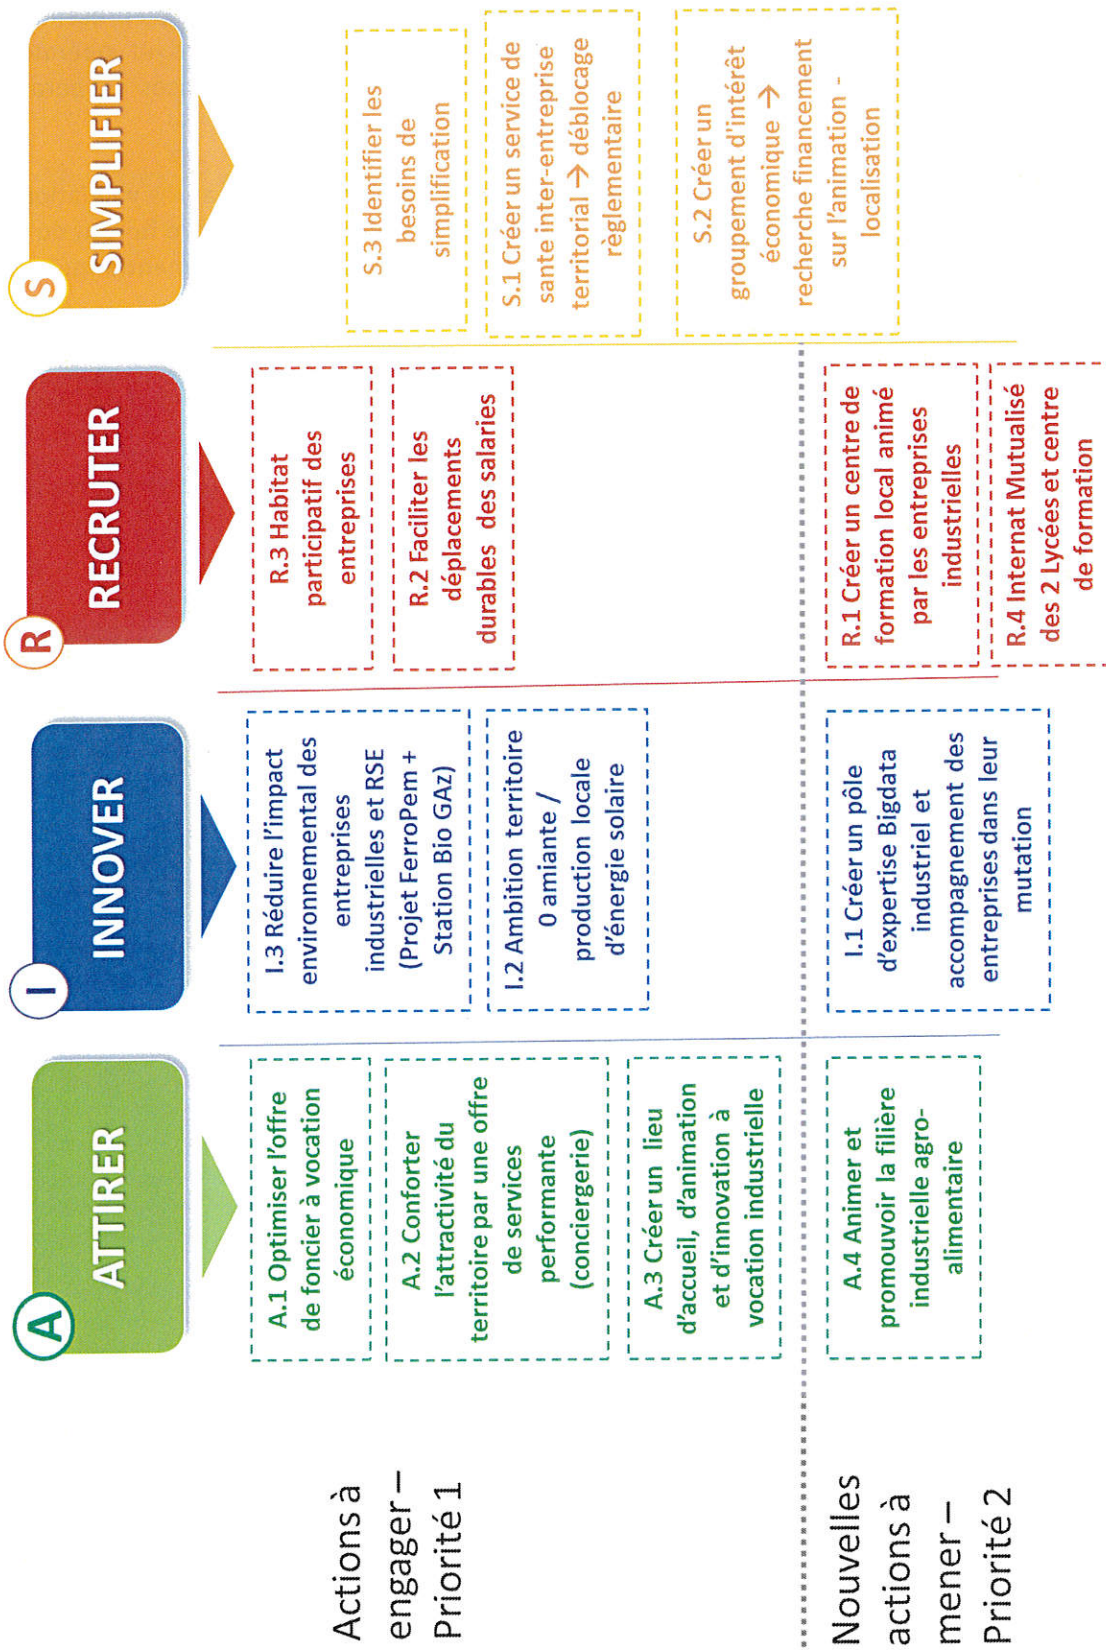 A
ATTIRER
I
INNOVER
R
RECRUTER
S
SIMPLIFIER
Actions à
engager –
Priorité 1
A.1 Optimiser l'offre
de foncier à vocation
économique
A.2 Conforter
l'attractivité du
territoire par une offre
de services
performante
(conciergerie)
A.3 Créer un lieu
d'accueil, d'animation
et d'innovation à
vocation industrielle
I.3 Réduire l'impact
environnemental des
entreprises
industrielles et RSE
(Projet FerroPem +
Station Bio GAz)
I.2 Ambition territoire
0 amiante /
production locale
d'énergie solaire
R.3 Habitat
participatif des
entreprises
R.2 Faciliter les
déplacements
durables des salaries
S.3 Identifier les
besoins de
simplification
S.1 Créer un service de
sante inter-entreprise
territorial → déblocage
règlementaire
S.2 Créer un
groupement d'intérêt
économique →
recherche financement
sur l'animation -
localisation
Nouvelles
actions à
mener –
Priorité 2
A.4 Animer et
promouvoir la filière
industrielle agro-
alimentaire
I.1 Créer un pôle
d'expertise Bigdata
industriel et
accompagnement des
entreprises dans leur
mutation
R.1 Créer un centre de
formation local animé
par les entreprises
industrielles
R.4 Internat Mutualisé
des 2 Lycées et centre
de formation